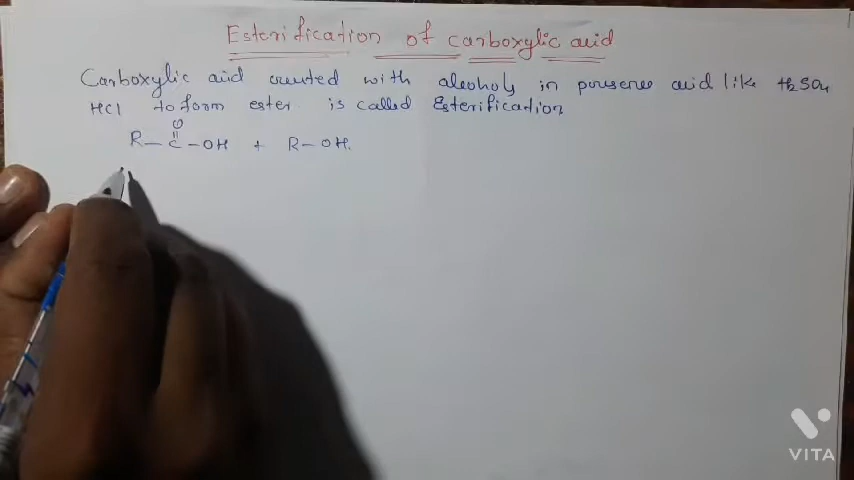 Esterification of carboxylic acid
Carboxylic acid treated with alcohols in presence acid like H₂SO₄
HCl to form ester is called Esterification
O
R — C — OH + R — OH.
VITA